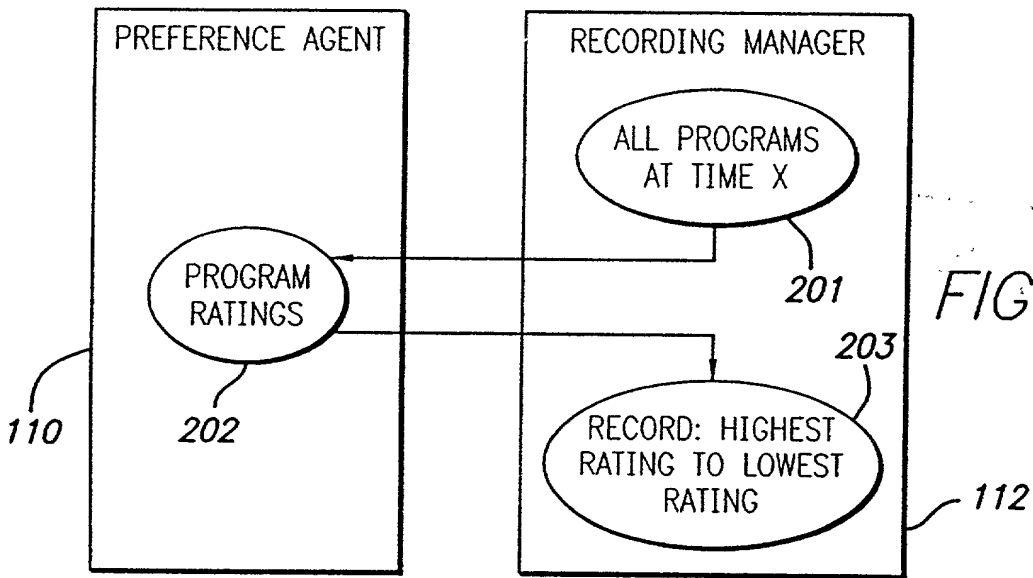 PREFERENCE AGENT
PROGRAM
RATINGS
110
202
RECORDING MANAGER
ALL PROGRAMS
AT TIME X
201
203
RECORD: HIGHEST
RATING TO LOWEST
RATING
112
FIG